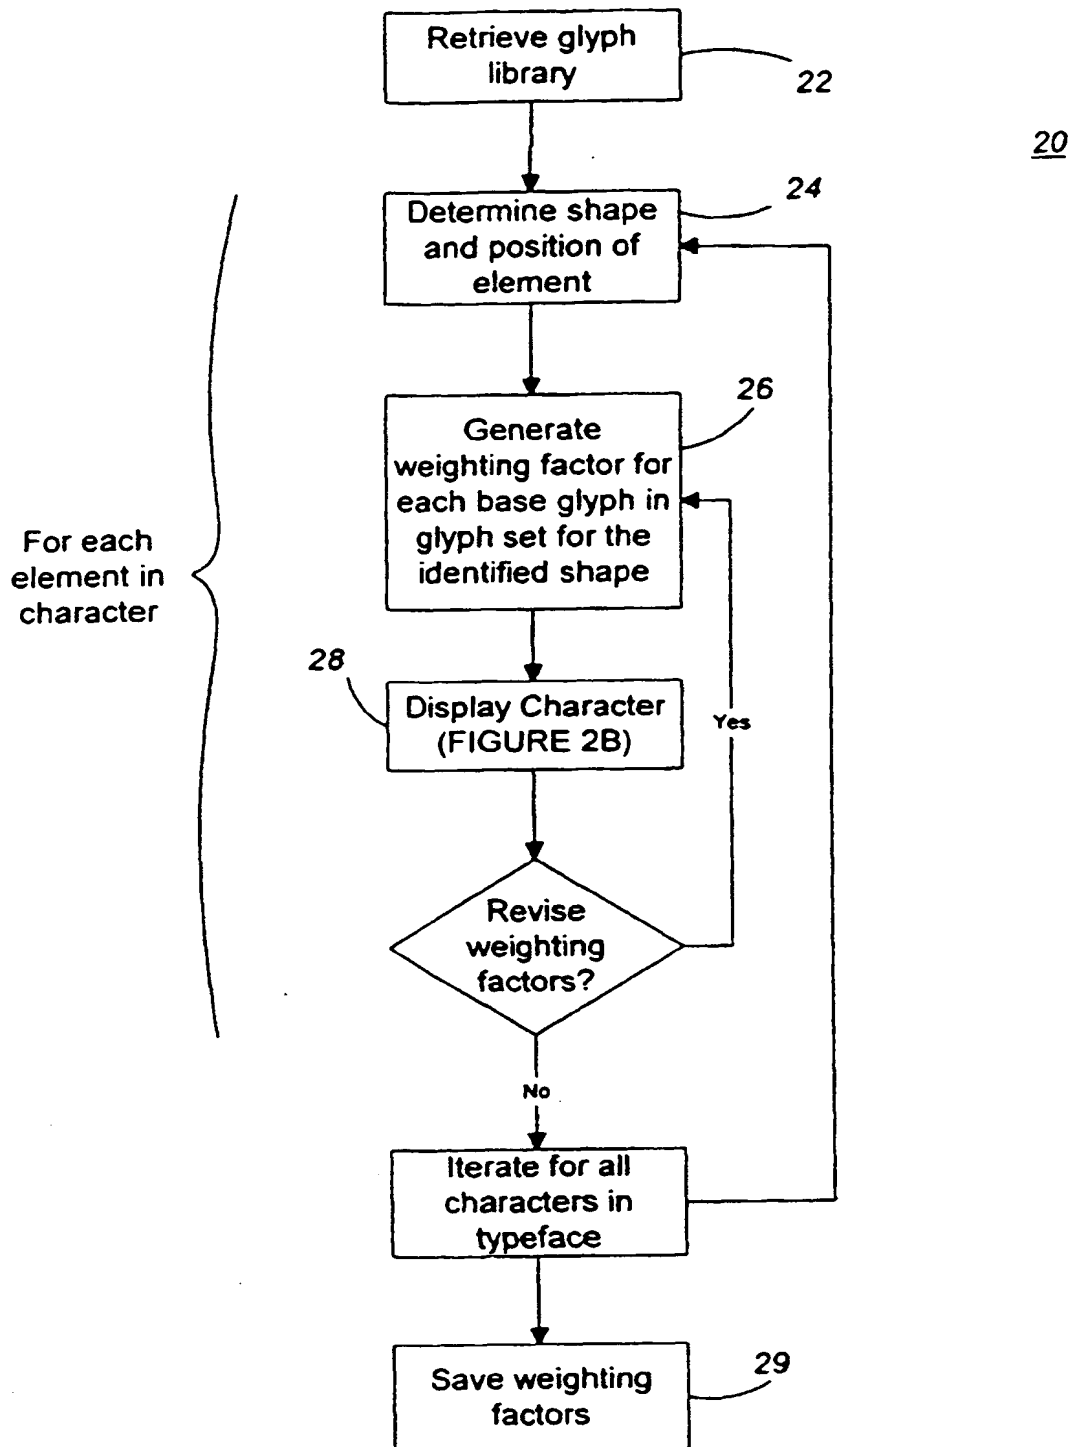 Retrieve glyph
library
22
20
24
Determine shape
and position of
element
26
Generate
weighting factor for
each base glyph in
glyph set for the
identified shape
For each
element in
character
28
Display Character
(FIGURE 2B)
Yes
Revise
weighting
factors?
No
Iterate for all
characters in
typeface
29
Save weighting
factors